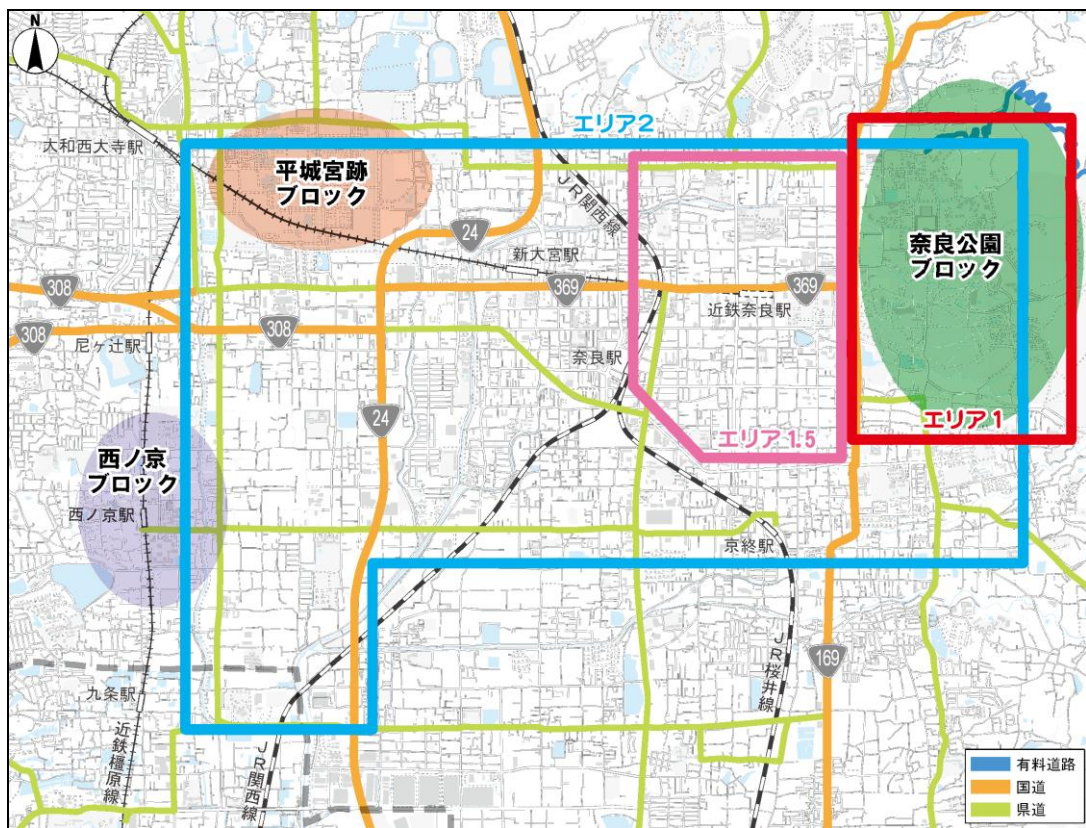 N
エリア2
大和西大寺駅
平城宮跡
ブロック
JR関西線
24
新大宮駅
奈良公園
ブロック
308
369
近鉄奈良駅
369
308
308
尼ヶ辻駅
奈良駅
24
エリア1
エリア1.5
西ノ京
ブロック
西ノ京駅
京終駅
169
JR桜井線
九条駅
近鉄橿原線
JR関西線
有料道路
国道
県道